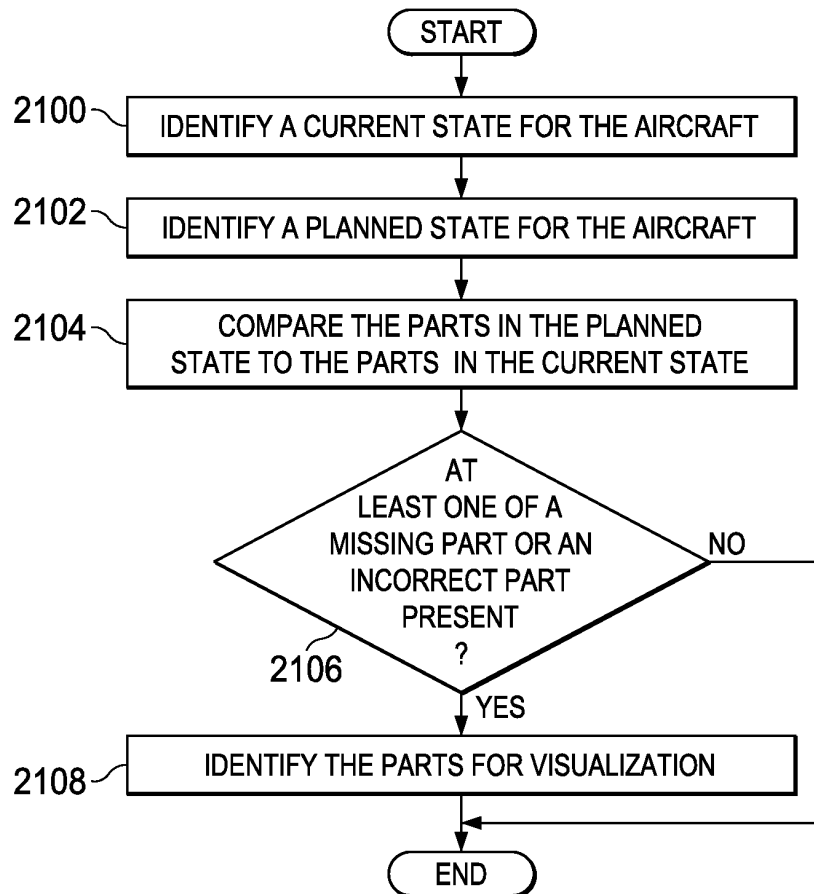 START
2100
IDENTIFY A CURRENT STATE FOR THE AIRCRAFT
2102
IDENTIFY A PLANNED STATE FOR THE AIRCRAFT
2104
COMPARE THE PARTS IN THE PLANNED
STATE TO THE PARTS IN THE CURRENT STATE
AT
LEAST ONE OF A
MISSING PART OR AN
INCORRECT PART
PRESENT
?
NO
2106
YES
2108
IDENTIFY THE PARTS FOR VISUALIZATION
END